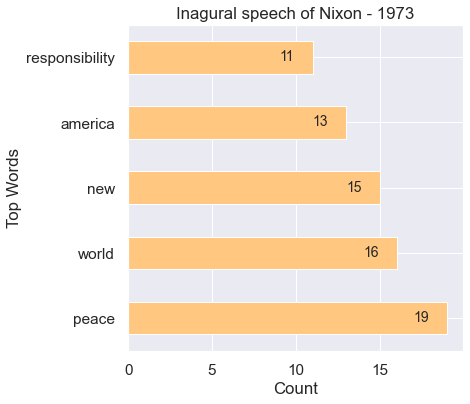 Inagural speech of Nixon - 1973
responsibility 11
america 13
new 15
world 16
peace 19
0 5 10 15
Count
Top Words